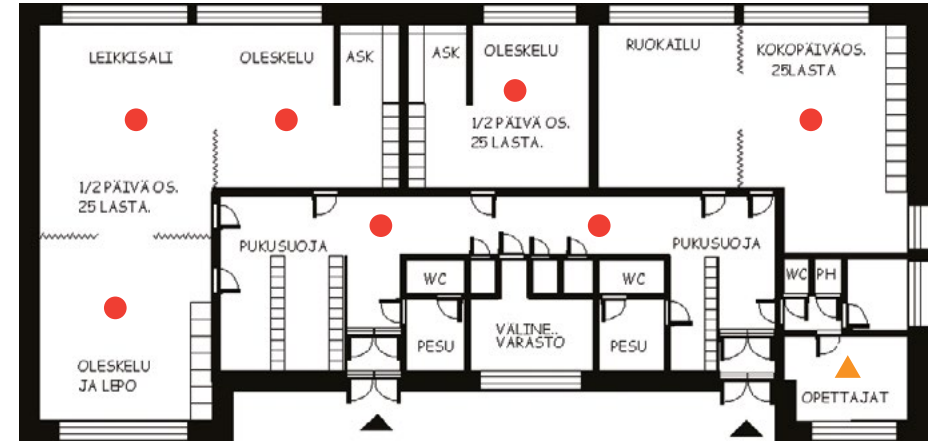 LEIKKISALI
OLESKELU
ASK
ASK
OLESKELU
RUOKAILU
KOKOPÄIVÄOS.
25LASTA
1/2 PÄIVÄ OS.
25 LASTA.
1/2 PÄIVÄ OS.
25 LASTA.
PUKUSUOJA
PUKUSUOJA
WC
WC
WC
PH
VÄLINE..
VARASTO
PESU
PESU
OLESKELU
JA LEPO
OPETTAJAT